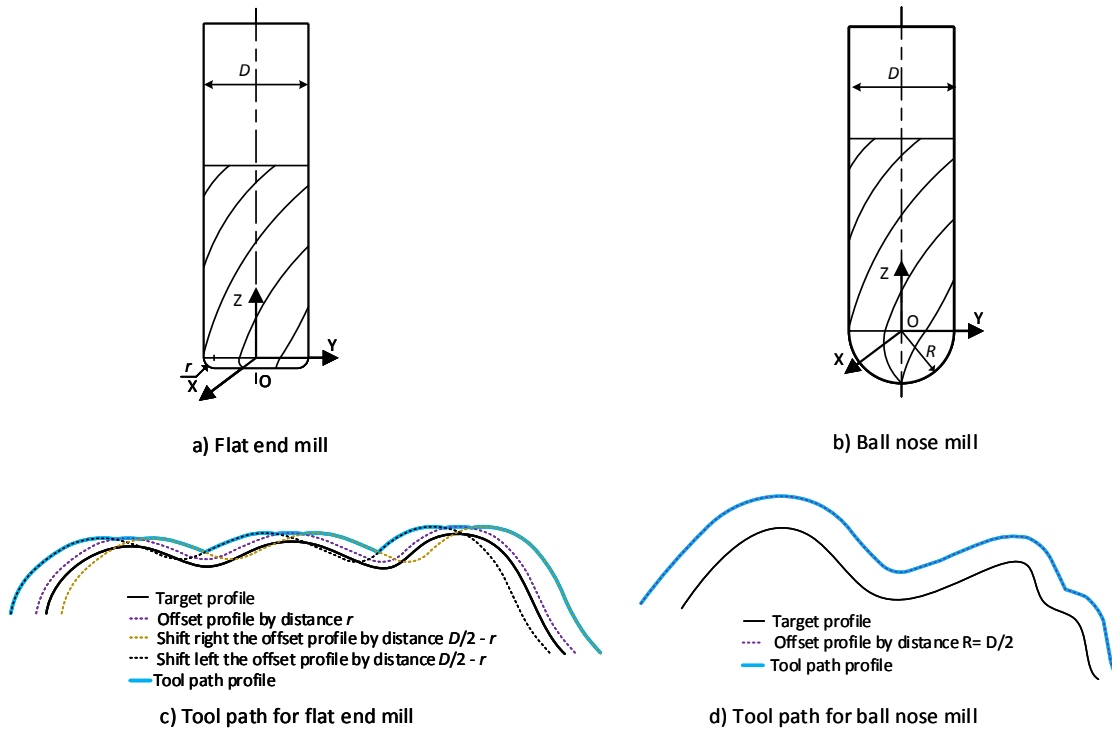 D
Z
Y
r
X
O
a) Flat end mill
D
Z
O
Y
X
R
b) Ball nose mill
Target profile
Offset profile by distance r
Shift right the offset profile by distance D/2 - r
Shift left the offset profile by distance D/2 - r
Tool path profile
c) Tool path for flat end mill
Target profile
Offset profile by distance R= D/2
Tool path profile
d) Tool path for ball nose mill